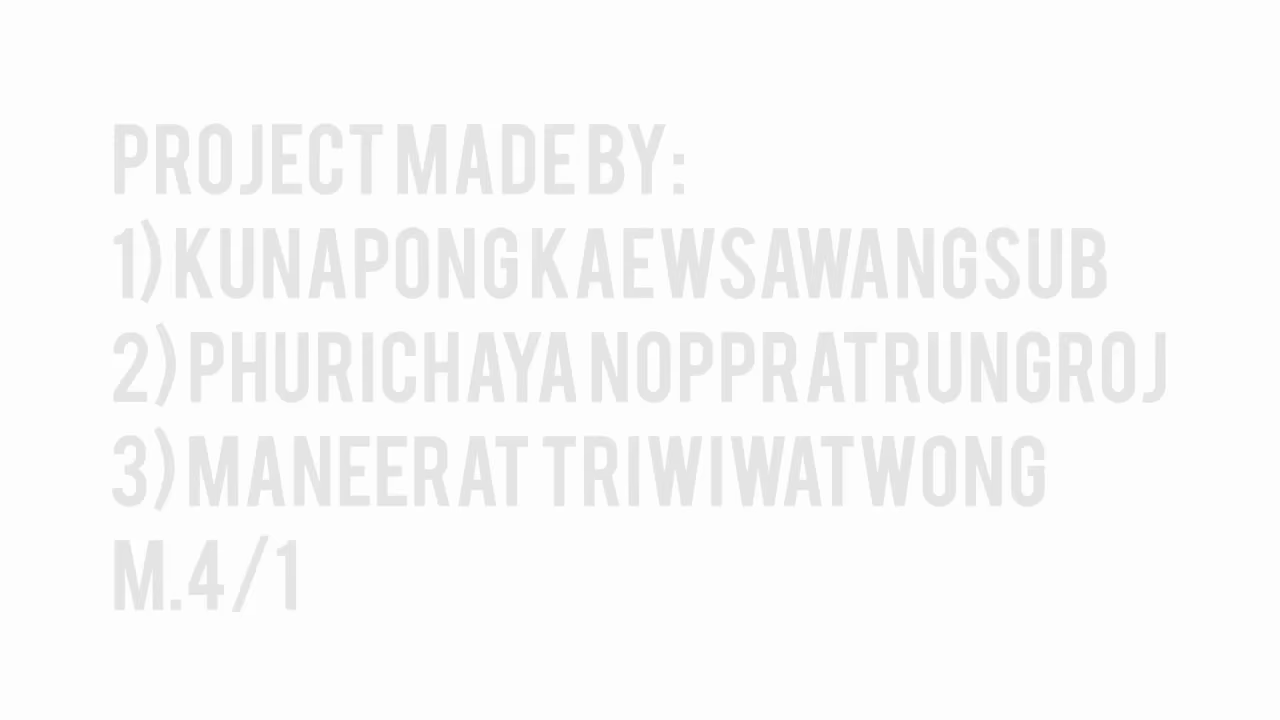 PROJECT MADE BY:
1) KUNAPONG KAEWSAWANGSUB
2) PHURICHAYA NOPPRATRUNGROJ
3) MANEERAT TRIWIWATWONG
M.4/1